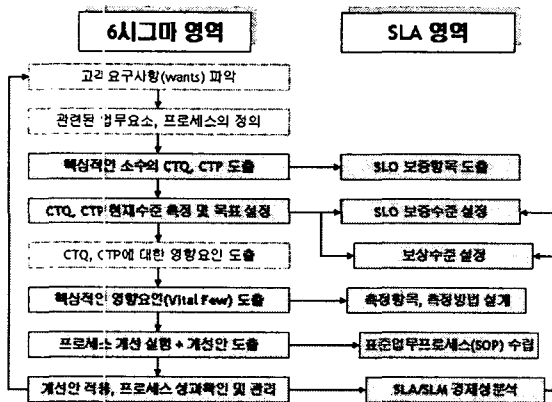 6시그마 영역
SLA 영역
고객 요구사항(wants) 파악
관련된 업무요소, 프로세스의 정의
핵심적인 소수의 CTQ, CTP 도출
SLO 보증항목 도출
CTQ, CTP 현재수준 측정 및 목표 설정
SLO 보증수준 설정
CTQ, CTP에 대한 영향요인 도출
보상수준 설정
핵심적인 영향요인(Vital Few) 도출
측정항목, 측정방법 설계
프로세스 개선 실험 + 개선안 도출
표준업무프로세스(SOP) 수립
개선안 적용, 프로세스 성과확인 및 관리
SLA/SLM 경제성분석